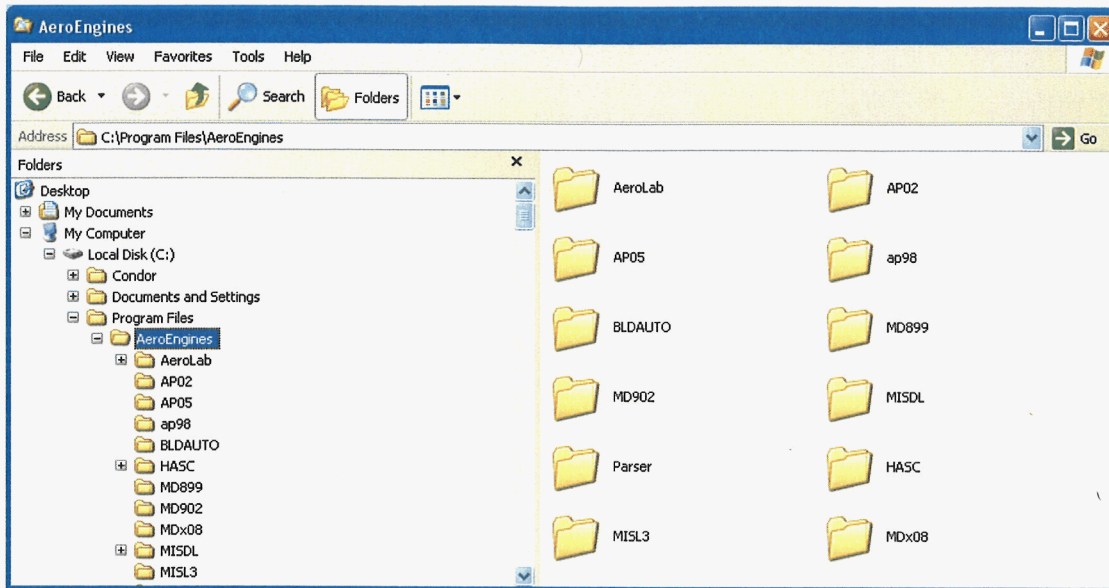 AeroEngines
File Edit View Favorites Tools Help
Back Search Folders
Address C:\Program Files\AeroEngines Go
Folders
Desktop
My Documents
My Computer
Local Disk (C:)
Condor
Documents and Settings
Program Files
AeroEngines
AeroLab
AP02
AP05
ap98
BLDAUTO
HASC
MD899
MD902
MDx08
MISDL
MISL3
AeroLab AP02
AP05 ap98
BLDAUTO MD899
MD902 MISDL
Parser HASC
MISL3 MDx08